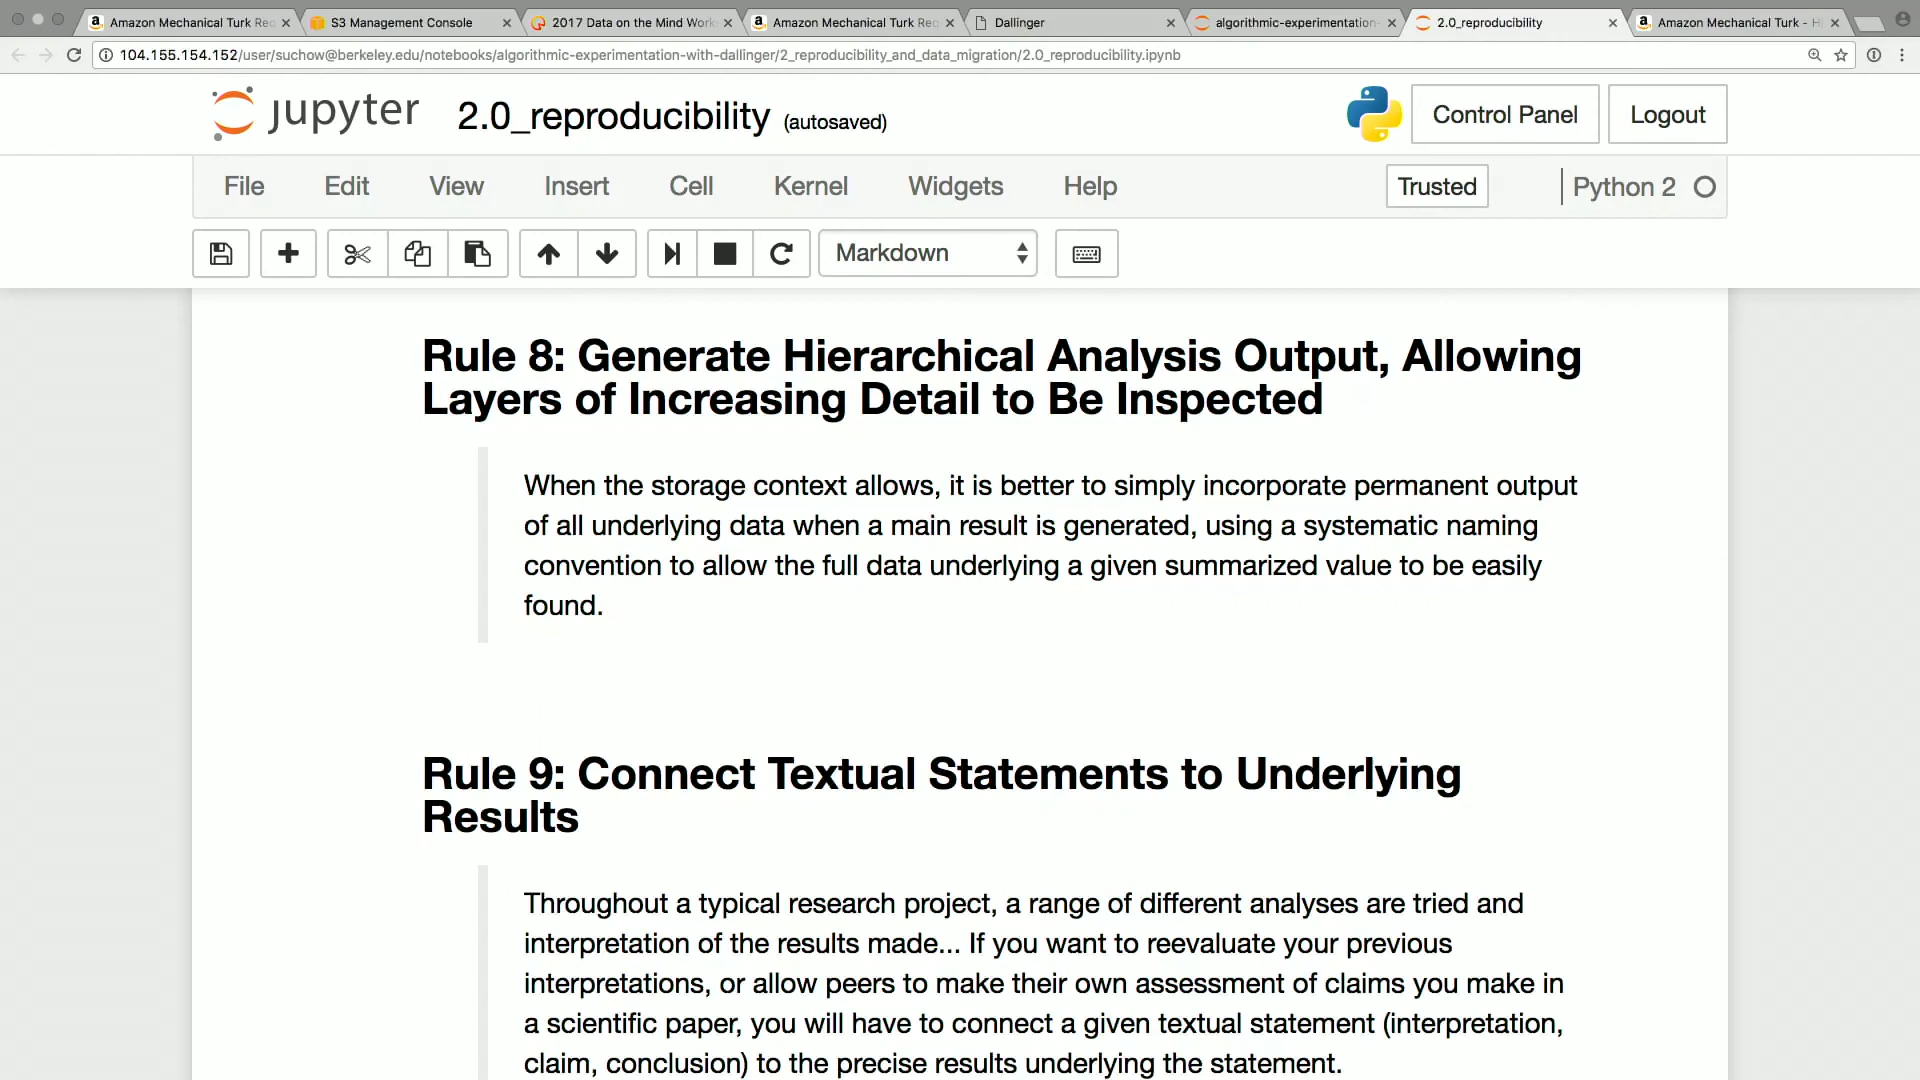 Amazon Mechanical Turk Req
S3 Management Console
2017 Data on the Mind Work
Amazon Mechanical Turk Req
Dallinger
algorithmic-experimentation-
2.0_reproducibility
Amazon Mechanical Turk - H
104.155.154.152/user/suchow@berkeley.edu/notebooks/algorithmic-experimentation-with-dallinger/2_reproducibility_and_data_migration/2.0_reproducibility.ipynb
jupyter 2.0_reproducibility (autosaved)
Control Panel
Logout
File Edit View Insert Cell Kernel Widgets Help
Trusted
Python 2
Markdown
Rule 8: Generate Hierarchical Analysis Output, Allowing
Layers of Increasing Detail to Be Inspected
When the storage context allows, it is better to simply incorporate permanent output
of all underlying data when a main result is generated, using a systematic naming
convention to allow the full data underlying a given summarized value to be easily
found.
Rule 9: Connect Textual Statements to Underlying
Results
Throughout a typical research project, a range of different analyses are tried and
interpretation of the results made... If you want to reevaluate your previous
interpretations, or allow peers to make their own assessment of claims you make in
a scientific paper, you will have to connect a given textual statement (interpretation,
claim, conclusion) to the precise results underlying the statement.